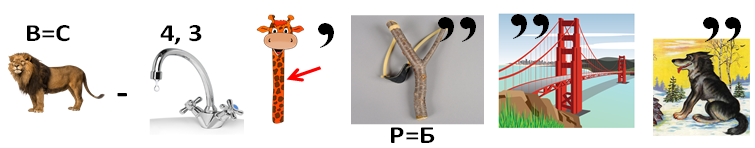 В=С - 4, 3 , ,, ,, ,,
Р=Б